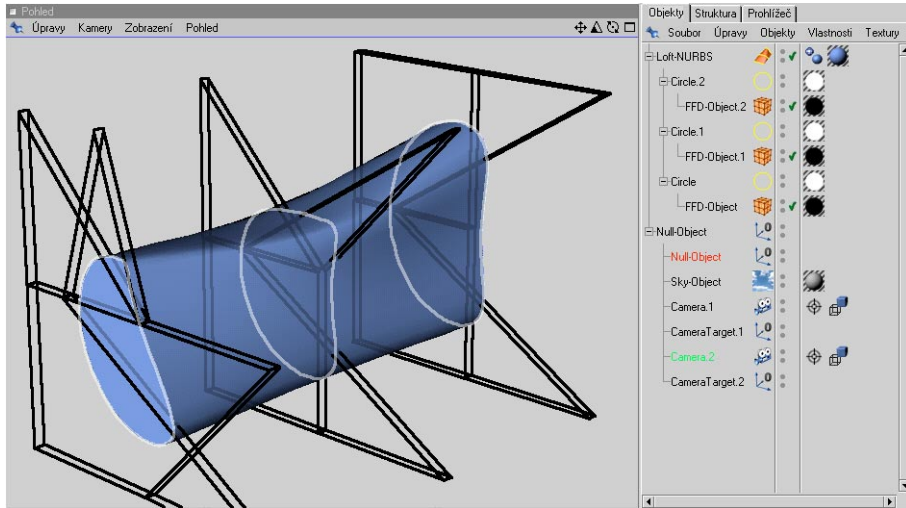 Pohled
Úpravy Kamery Zobrazení Pohled
Objekty Struktura Prohlížeč
Soubor Úpravy Objekty Vlastnosti Textury
Loft-NURBS
Circle.2
FFD-Object.2
Circle.1
FFD-Object.1
Circle
FFD-Object
Null-Object
Null-Object
Sky-Object
Camera.1
CameraTarget.1
Camera.2
CameraTarget.2